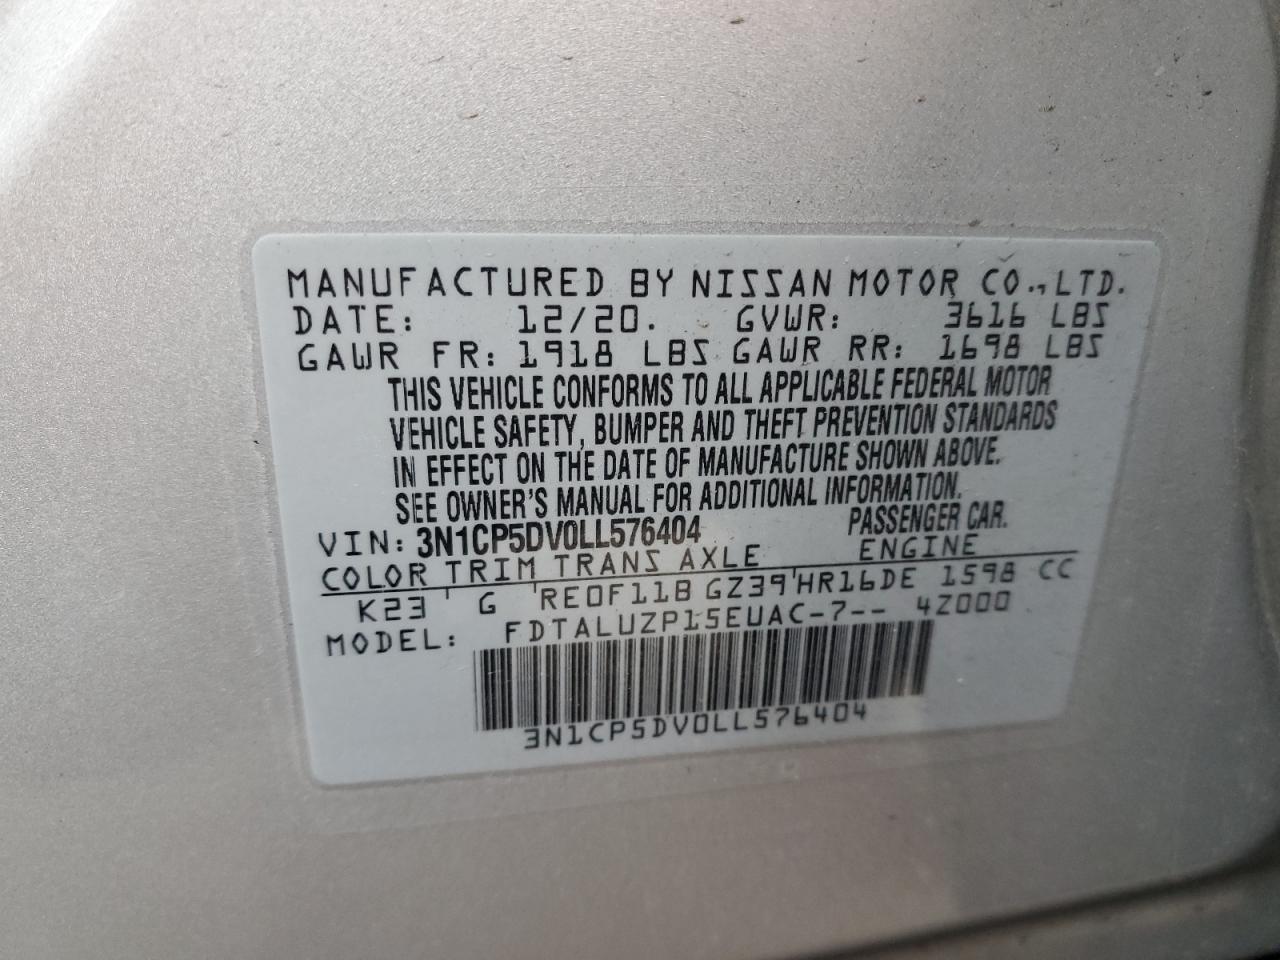 MANUFACTURED BY NISSAN MOTOR CO., LTD.
DATE: 12/20. GVWR: 3616 LBS
GAWR FR: 1918 LBS GAWR RR: 1698 LBS
THIS VEHICLE CONFORMS TO ALL APPLICABLE FEDERAL MOTOR
VEHICLE SAFETY, BUMPER AND THEFT PREVENTION STANDARDS
IN EFFECT ON THE DATE OF MANUFACTURE SHOWN ABOVE.
SEE OWNER'S MANUAL FOR ADDITIONAL INFORMATION.
VIN: 3N1CP5DV0LL576404 PASSENGER CAR.
COLOR TRIM TRANS AXLE ENGINE
K23 G RE0F11B GZ39 HR16DE 1598 CC
MODEL: FDTALUZP15EUAC-7-- 4Z000
3N1CP5DV0LL576404